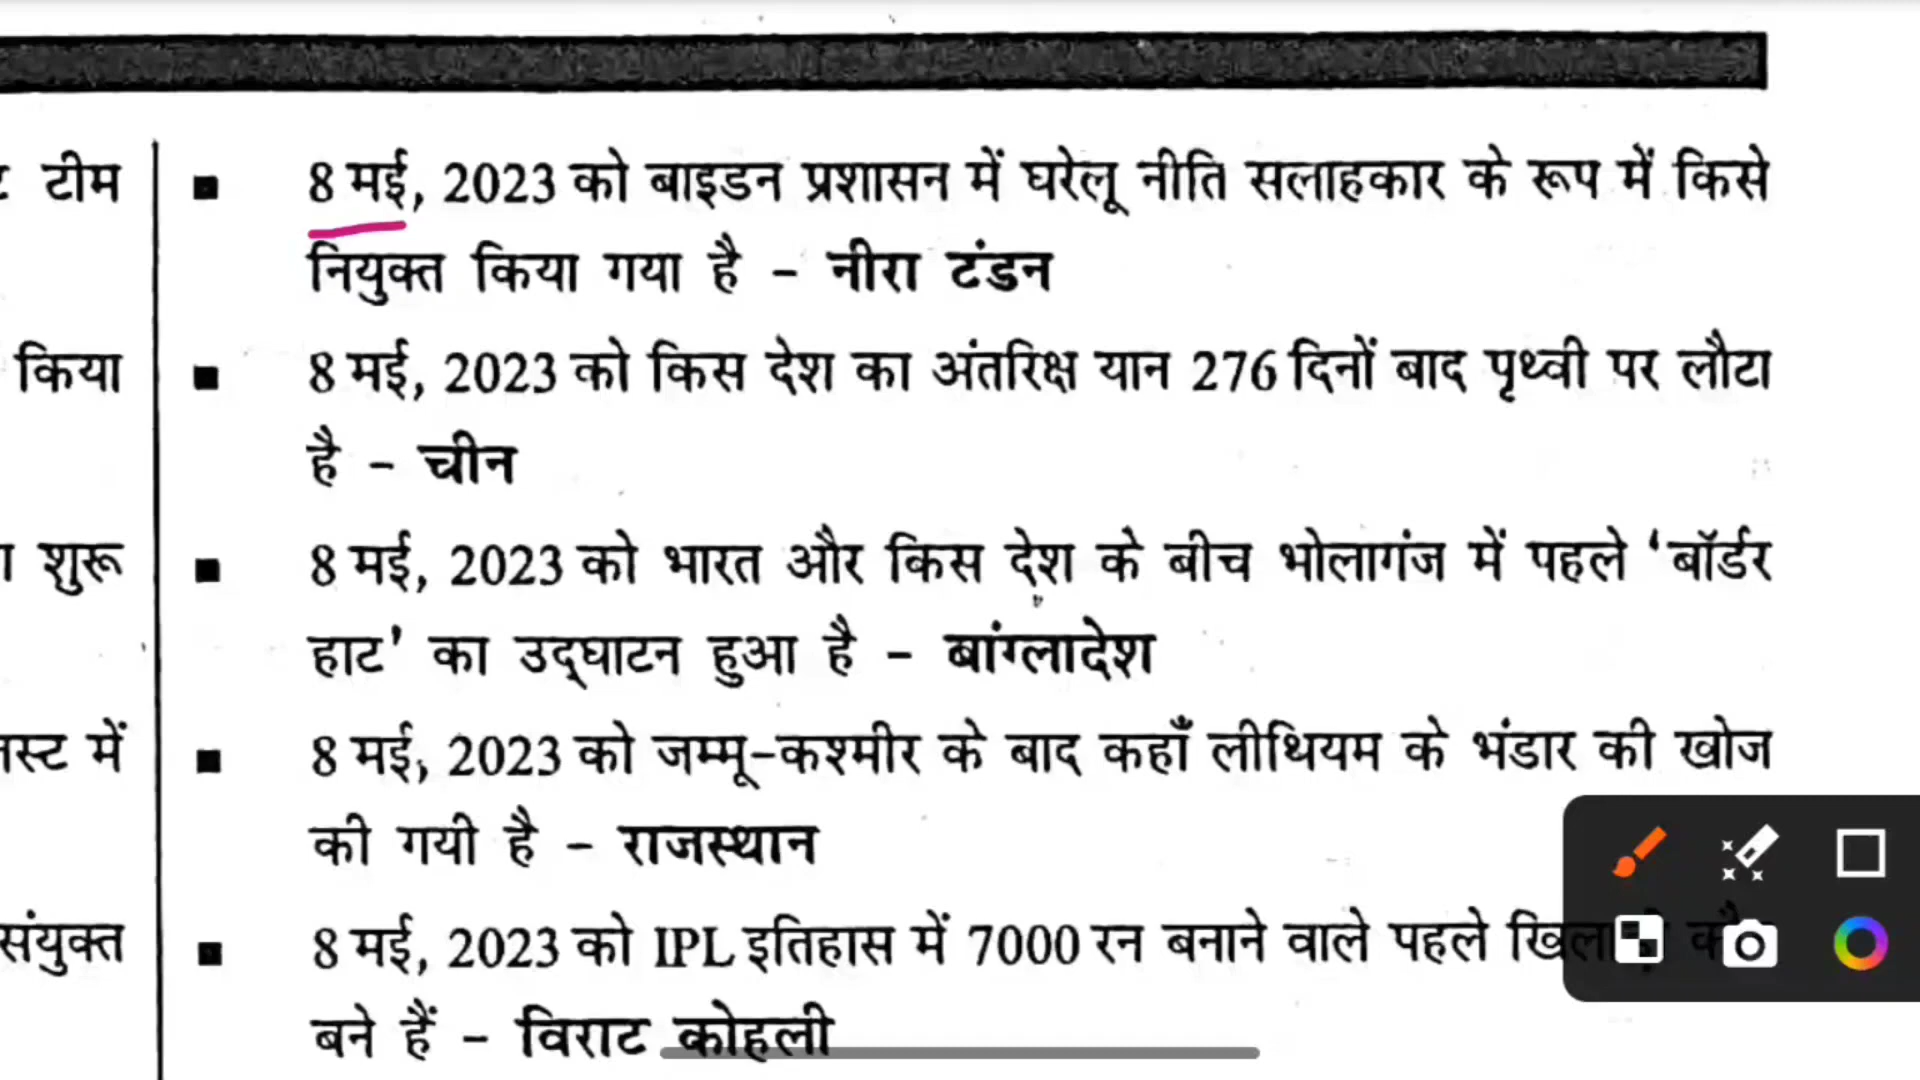 टीम
8 मई, 2023 को बाइडन प्रशासन में घरेलू नीति सलाहकार के रूप में किसे
नियुक्त किया गया है – नीरा टंडन
किया
8 मई, 2023 को किस देश का अंतरिक्ष यान 276 दिनों बाद पृथ्वी पर लौटा
है – चीन
शुरू
8 मई, 2023 को भारत और किस देश के बीच भोलागंज में पहले ‘बॉर्डर
हाट' का उद्घाटन हुआ है – बांग्लादेश
में
8 मई, 2023 को जम्मू-कश्मीर के बाद कहाँ लीथियम के भंडार की खोज
की गयी है – राजस्थान
संयुक्त
8 मई, 2023 को IPL इतिहास में 7000 रन बनाने वाले पहले
बने हैं – विराट कोहली